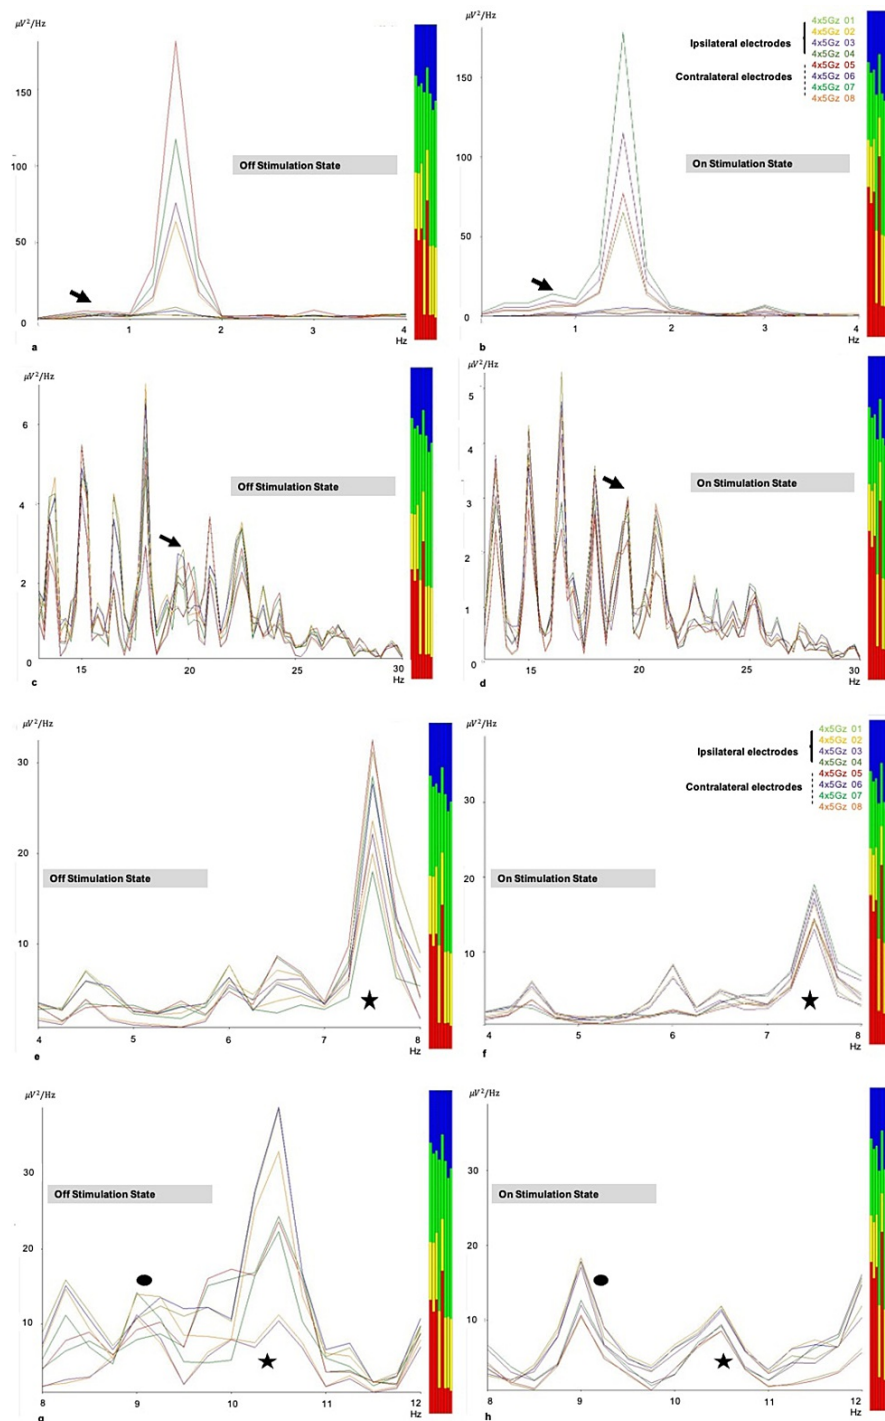 μV²/Hz
150
100
50
0
Off Stimulation State
1
2
3
4
Hz
a
μV²/Hz
150
100
50
0
4x5Gz 01
4x5Gz 02
4x5Gz 03
4x5Gz 04
4x5Gz 05
4x5Gz 06
4x5Gz 07
4x5Gz 08
Ipsilateral electrodes
Contralateral electrodes
On Stimulation State
1
2
3
4
Hz
b
μV²/Hz
6
4
2
0
Off Stimulation State
15
20
25
30
Hz
c
μV²/Hz
5
4
3
2
1
0
On Stimulation State
15
20
25
30
Hz
d
μV²/Hz
30
20
10
Off Stimulation State
4
5
6
7
8
Hz
e
μV²/Hz
30
20
10
4x5Gz 01
4x5Gz 02
4x5Gz 03
4x5Gz 04
4x5Gz 05
4x5Gz 06
4x5Gz 07
4x5Gz 08
Ipsilateral electrodes
Contralateral electrodes
On Stimulation State
4
5
6
7
8
Hz
f
μV²/Hz
30
20
10
Off Stimulation State
8
9
10
11
12
Hz
g
μV²/Hz
30
20
10
On Stimulation State
8
9
10
11
12
Hz
h